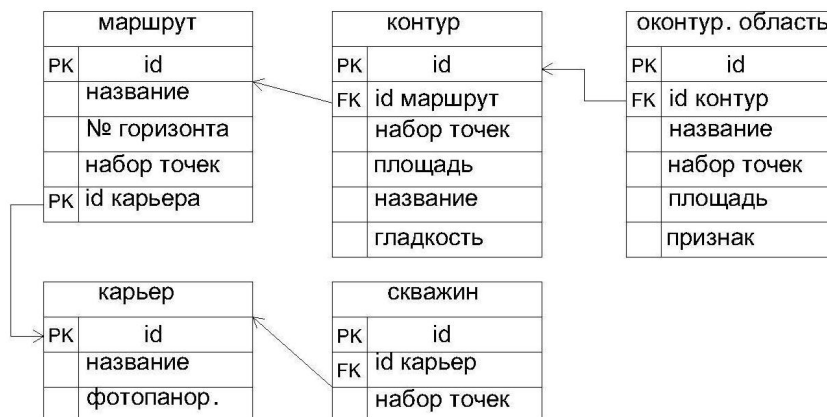 маршрут
PK id
название
№ горизонта
набор точек
PK id карьера
контур
PK id
FK id маршрут
набор точек
площадь
название
гладкость
оконтур. область
PK id
FK id контур
название
набор точек
площадь
признак
карьер
PK id
название
фотопанор.
скважин
PK id
FK id карьер
набор точек